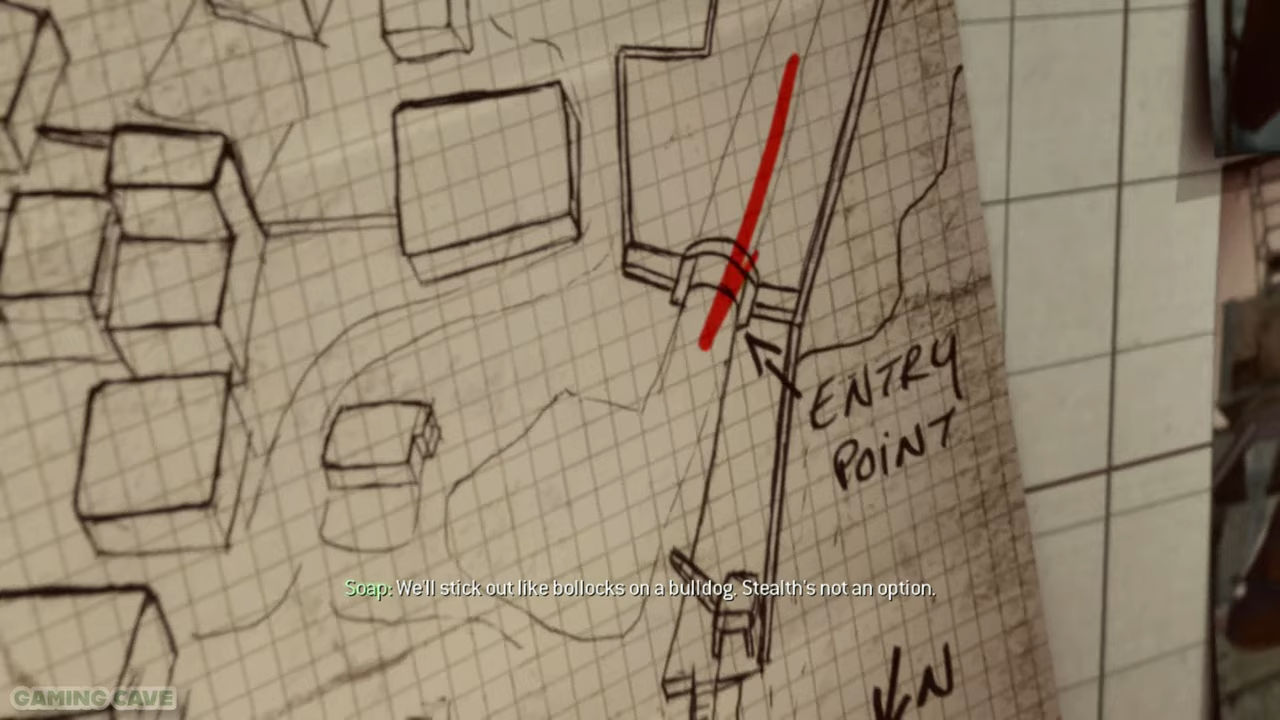 ENTRY
POINT
Soap: We'll stick out like bollocks on a bulldog. Stealth's not an option.
N
GAMING CAVE